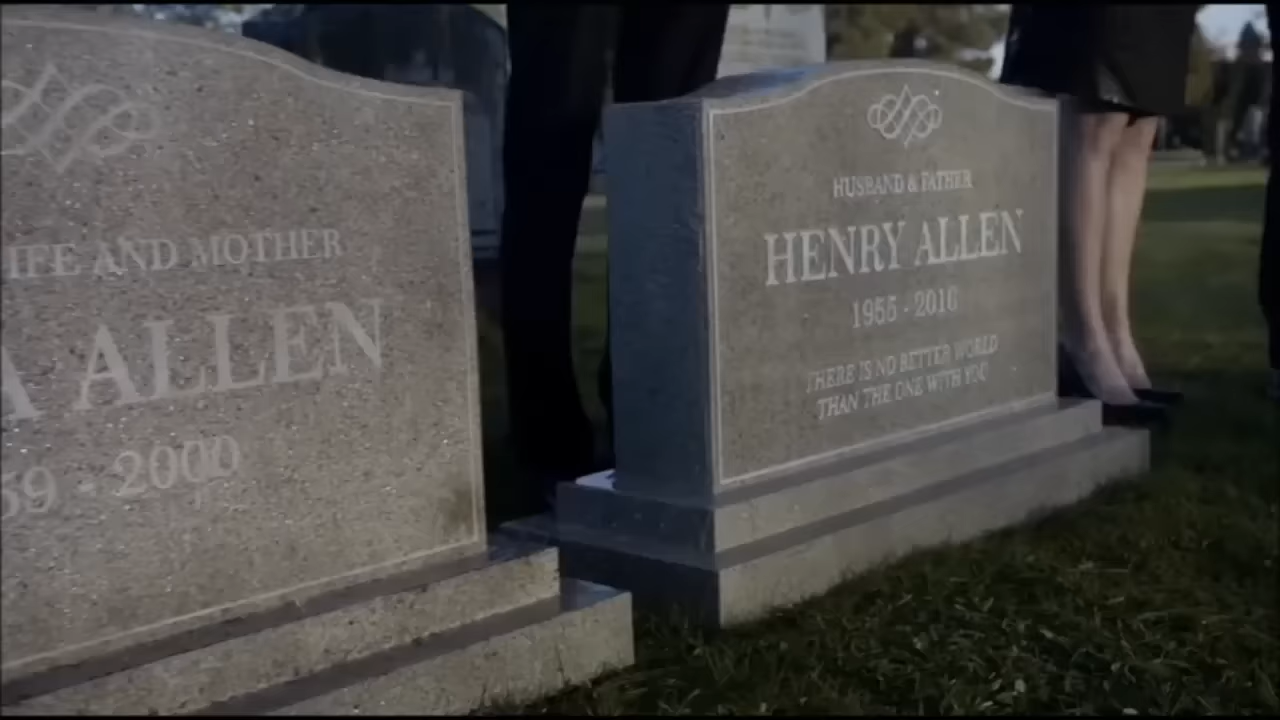 IFE AND MOTHER
A ALLEN
59 - 2000
HUSBAND & FATHER
HENRY ALLEN
1955 - 2016
THERE IS NO BETTER WORLD
THAN THE ONE WITH YOU